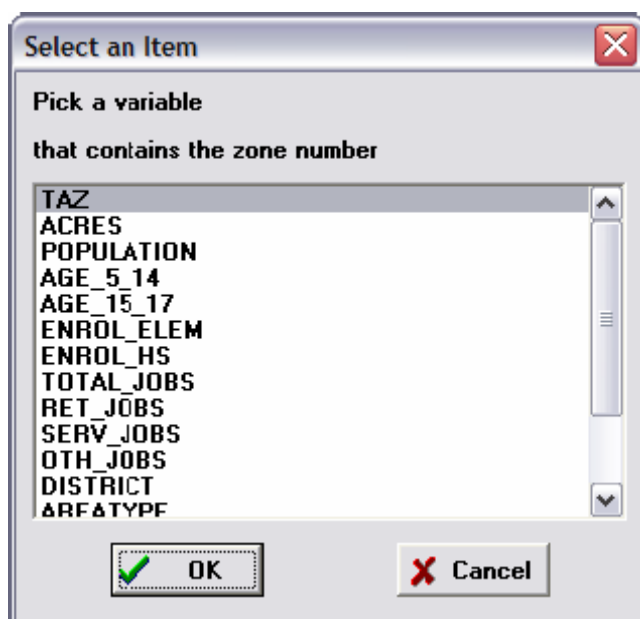 Select an Item
Pick a variable
that contains the zone number
TAZ
ACRES
POPULATION
AGE_5_14
AGE_15_17
ENROL_ELEM
ENROL_HS
TOTAL_JOBS
RET_JOBS
SERV_JOBS
OTH_JOBS
DISTRICT
AREATYPE
OK
Cancel